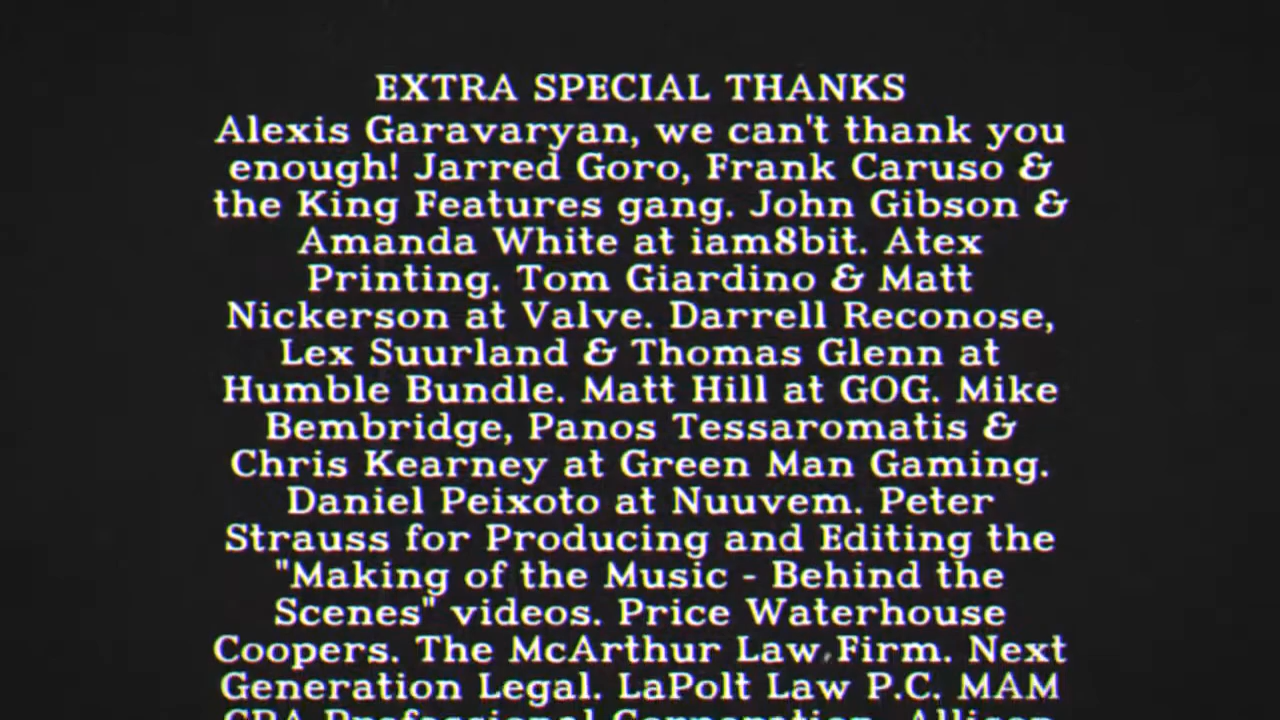 EXTRA SPECIAL THANKS
Alexis Garavaryan, we can't thank you
enough! Jarred Goro, Frank Caruso &
the King Features gang. John Gibson &
Amanda White at iam8bit. Atex
Printing. Tom Giardino & Matt
Nickerson at Valve. Darrell Reconose,
Lex Suurland & Thomas Glenn at
Humble Bundle. Matt Hill at GOG. Mike
Bembridge, Panos Tessaromatis &
Chris Kearney at Green Man Gaming.
Daniel Peixoto at Nuuvem. Peter
Strauss for Producing and Editing the
"Making of the Music - Behind the
Scenes" videos. Price Waterhouse
Coopers. The McArthur Law Firm. Next
Generation Legal. LaPolt Law P.C. MAM